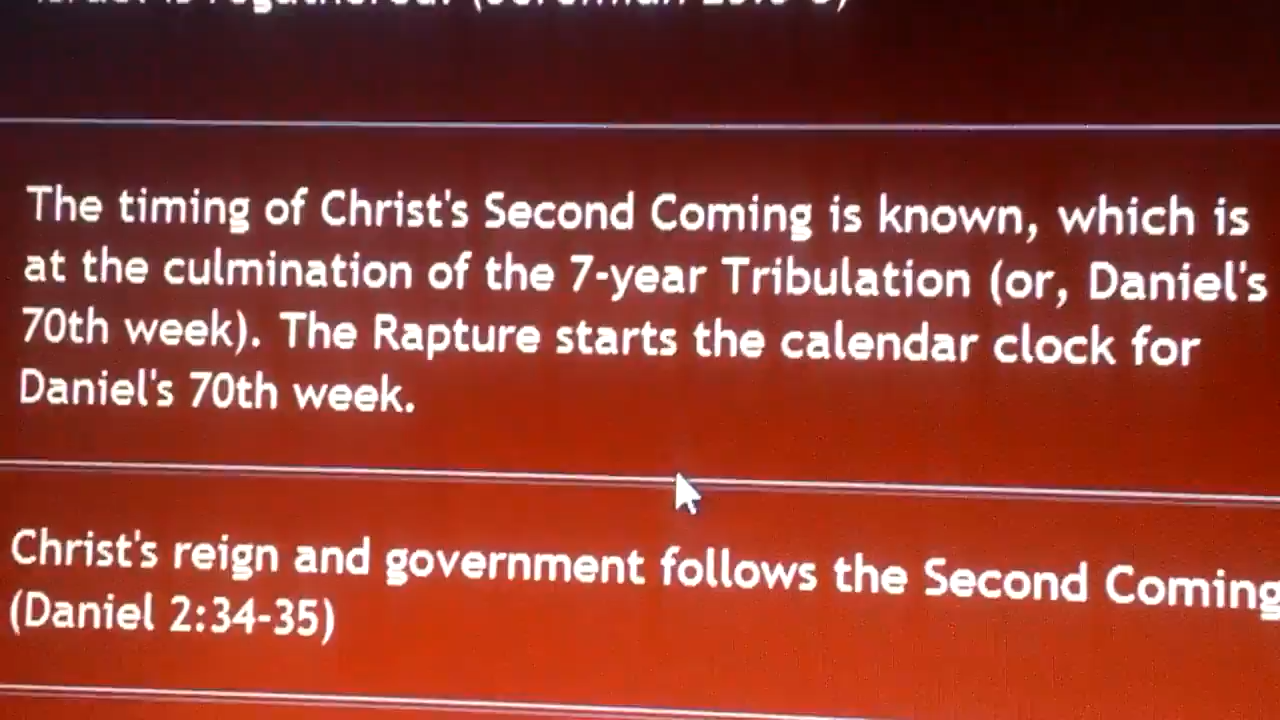 The timing of Christ's Second Coming is known, which is
at the culmination of the 7-year Tribulation (or, Daniel's
70th week). The Rapture starts the calendar clock for
Daniel's 70th week.
Christ's reign and government follows the Second Coming
(Daniel 2:34-35)